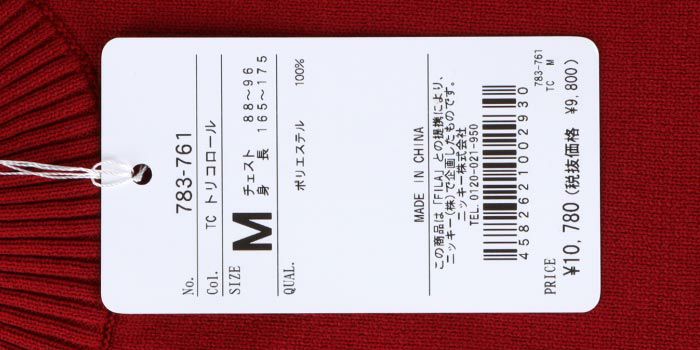 No. 783-761
Col. TC トリコロール
SIZE M チェスト 88～96
身長 165～175
QUAL. ポリエステル 100%
MADE IN CHINA
この商品は「FILA」との提携により、
ニッキー(株)で企画したものです。
ニッキー株式会社
TEL. 0120-021-950
4582621002930
783-761
TC M
PRICE ¥10,780 (税抜価格 ¥9,800)